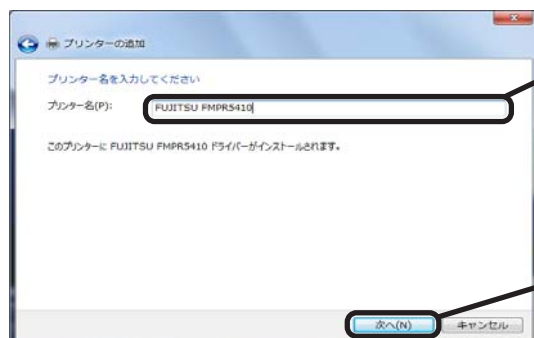 プリンターの追加
プリンター名を入力してください
プリンター名(P): FUJITSU FMPR5410
このプリンターに FUJITSU FMPR5410 ドライバーがインストールされます。
次へ(N) キャンセル